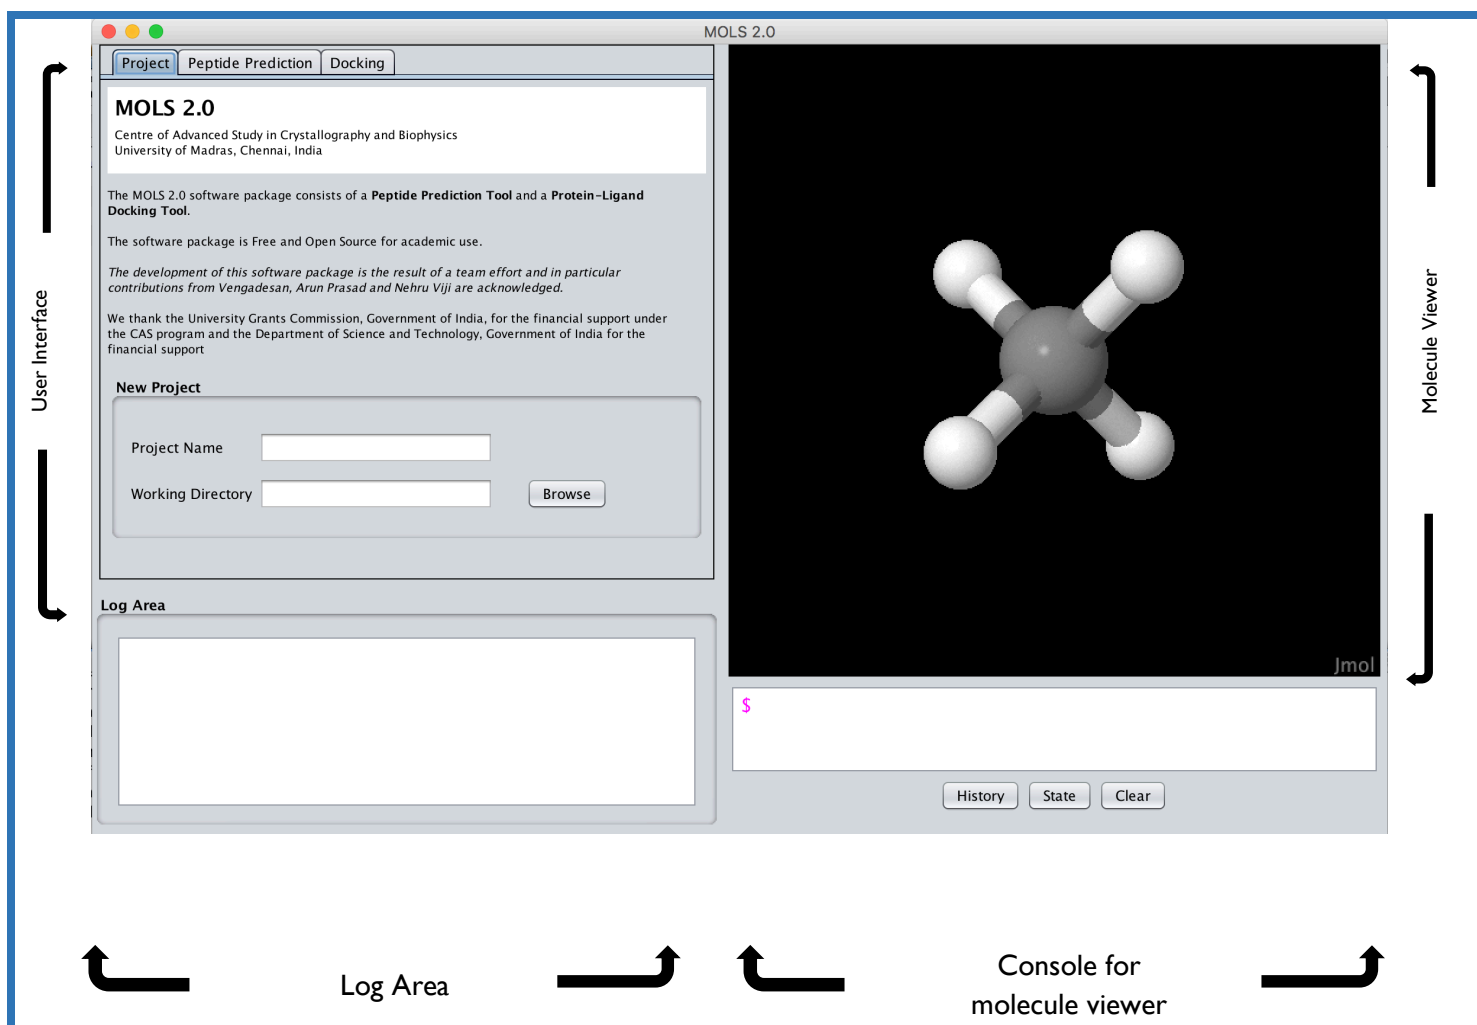 MOLS 2.0
Project Peptide Prediction Docking
MOLS 2.0
Centre of Advanced Study in Crystallography and Biophysics
University of Madras, Chennai, India
The MOLS 2.0 software package consists of a Peptide Prediction Tool and a Protein-Ligand
Docking Tool.
The software package is Free and Open Source for academic use.
The development of this software package is the result of a team effort and in particular
contributions from Vengadesan, Arun Prasad and Nehru Viji are acknowledged.
We thank the University Grants Commission, Government of India, for the financial support under
the CAS program and the Department of Science and Technology, Government of India for the
financial support
New Project
Project Name
Working Directory Browse
Log Area
User Interface
Jmol
Molecule Viewer
$
History State Clear
Log Area
Console for
molecule viewer